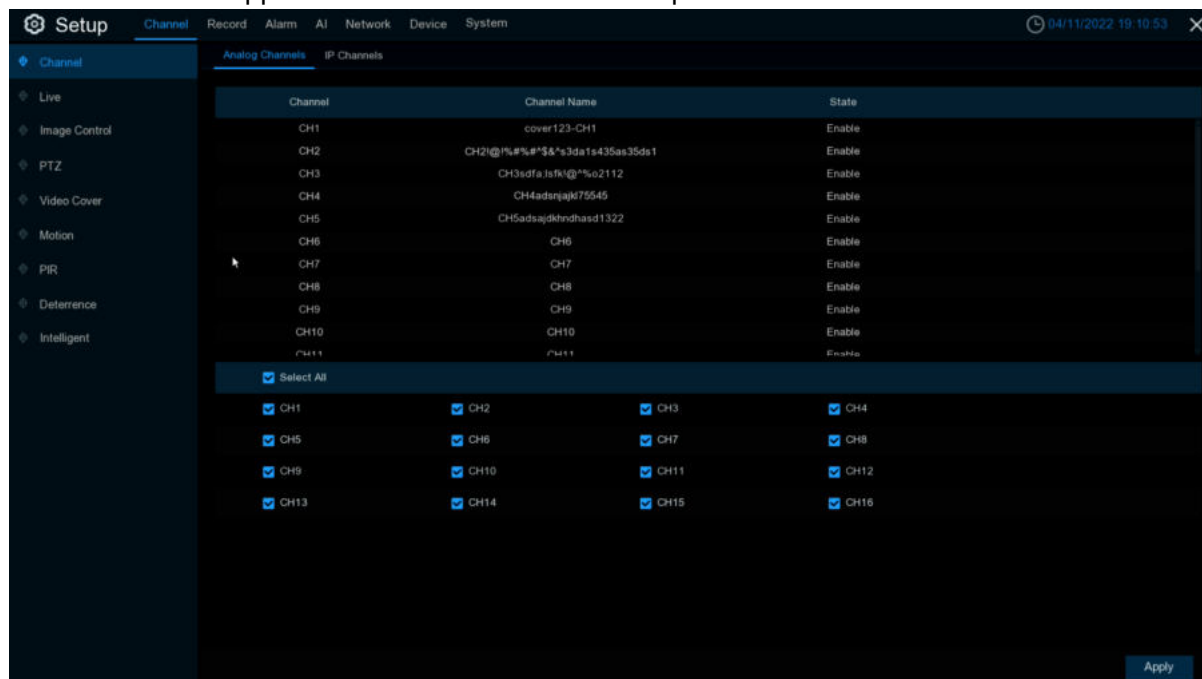 Setup Channel Record Alarm AI Network Device System 04/11/2022 19:10:53
Channel
Live
Image Control
PTZ
Video Cover
Motion
PIR
Deterrence
Intelligent
Analog Channels IP Channels
Channel Channel Name State
CH1 cover123-CH1 Enable
CH2 CH2!@!%#%#^$&^s3da1s435as35ds1 Enable
CH3 Enable
CH4 CH4adsnjajkl75545 Enable
CH5 CH5adsajdkhndhasd1322 Enable
CH6 CH6 Enable
CH7 CH7 Enable
CH8 CH8 Enable
CH9 CH9 Enable
CH10 CH10 Enable
CH11 CH11 Enable
Select All
CH1 CH2 CH3 CH4
CH5 CH6 CH7 CH8
CH9 CH10 CH11 CH12
CH13 CH14 CH15 CH16
Apply